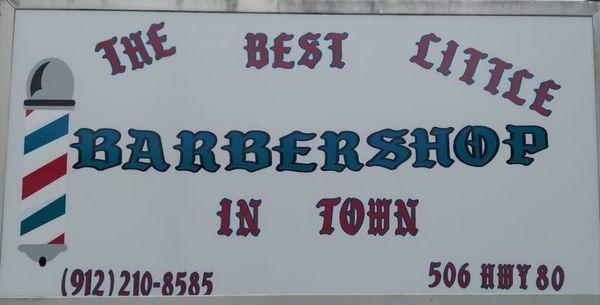 THE BEST LITTLE
BARBERSHOP
IN TOWN
(912) 210-8585 506 HWY 80